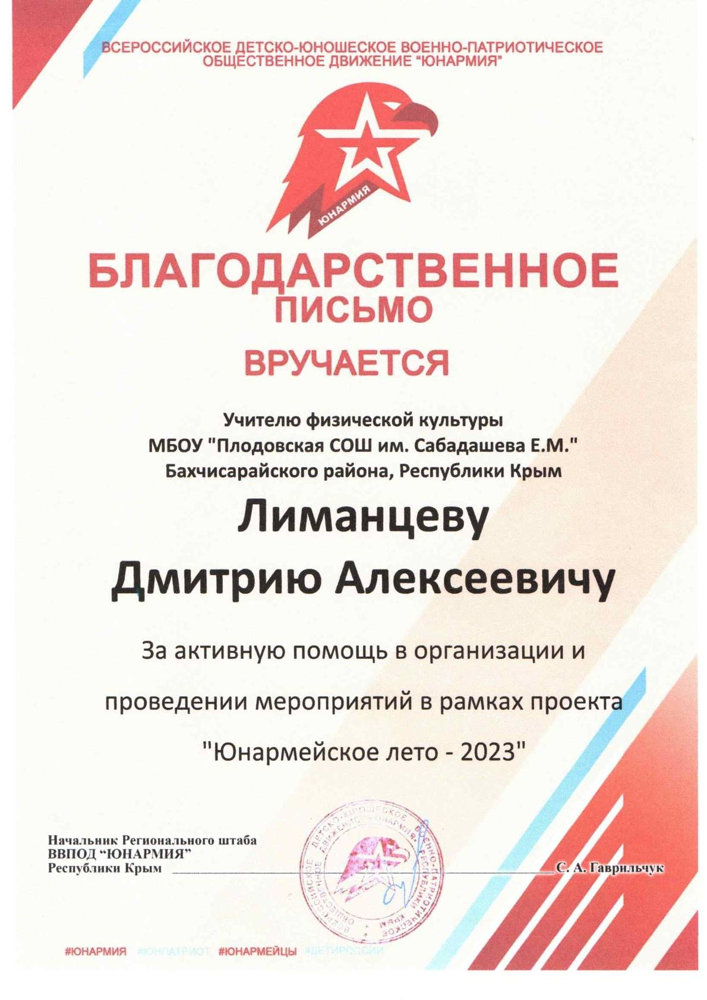 ВСЕРОССИЙСКОЕ ДЕТСКО-ЮНОШЕСКОЕ ВОЕННО-ПАТРИОТИЧЕСКОЕ
ОБЩЕСТВЕННОЕ ДВИЖЕНИЕ “ЮНАРМИЯ”
ЮНАРМИЯ
БЛАГОДАРСТВЕННОЕ
ПИСЬМО
ВРУЧАЕТСЯ
Учителю физической культуры
МБОУ "Плодовская СОШ им. Сабадашева Е.М."
Бахчисарайского района, Республики Крым
Лиманцеву
Дмитрию Алексеевичу
За активную помощь в организации и
проведении мероприятий в рамках проекта
"Юнармейское лето - 2023"
Начальник Регионального штаба
ВВПОД “ЮНАРМИЯ”
Республики Крым С. А. Гаврильчук
ВСЕРОССИЙСКОЕ ДЕТСКО-ЮНОШЕСКОЕ ВОЕННО-ПАТРИОТИЧЕСКОЕ
ОБЩЕСТВЕННОЕ ДВИЖЕНИЕ "ЮНАРМИЯ" РЕСПУБЛИКИ КРЫМ
#ЮНАРМИЯ #ЮНПАТРИОТ #ЮНАРМЕЙЦЫ #ДЕТИРОССИИ